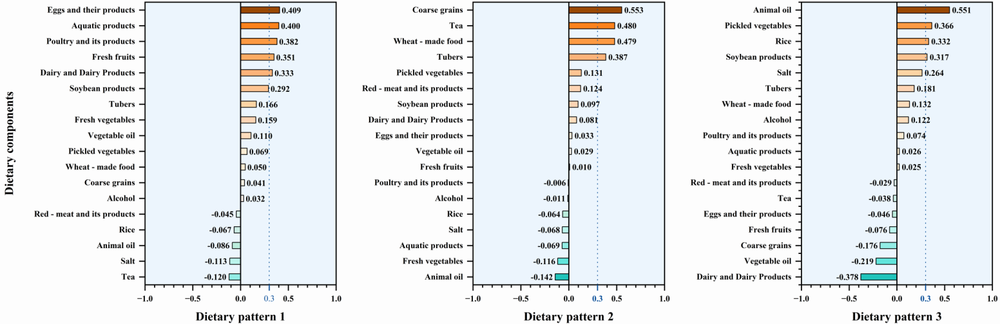 Dietary components
Eggs and their products 0.409
Aquatic products 0.400
Poultry and its products 0.382
Fresh fruits 0.351
Dairy and Dairy Products 0.333
Soybean products 0.292
Tubers 0.166
Fresh vegetables 0.159
Vegetable oil 0.110
Pickled vegetables 0.069
Wheat - made food 0.050
Coarse grains 0.041
Alcohol 0.032
Red - meat and its products -0.045
Rice -0.067
Animal oil -0.086
Salt -0.113
Tea -0.120
−1.0 −0.5 0.0 0.3 0.5 1.0
Dietary pattern 1
Coarse grains 0.553
Tea 0.480
Wheat - made food 0.479
Tubers 0.387
Pickled vegetables 0.131
Red - meat and its products 0.124
Soybean products 0.097
Dairy and Dairy Products 0.081
Eggs and their products 0.033
Vegetable oil 0.029
Fresh fruits 0.010
Poultry and its products -0.006
Alcohol -0.011
Rice -0.064
Salt -0.068
Aquatic products -0.069
Fresh vegetables -0.116
Animal oil -0.142
−1.0 −0.5 0.0 0.3 0.5 1.0
Dietary pattern 2
Animal oil 0.551
Pickled vegetables 0.366
Rice 0.332
Soybean products 0.317
Salt 0.264
Tubers 0.181
Wheat - made food 0.132
Alcohol 0.122
Poultry and its products 0.074
Aquatic products 0.026
Fresh vegetables 0.025
Red - meat and its products -0.029
Tea -0.038
Eggs and their products -0.046
Fresh fruits -0.076
Coarse grains -0.176
Vegetable oil -0.219
Dairy and Dairy Products -0.378
−1.0 −0.5 0.0 0.3 0.5 1.0
Dietary pattern 3